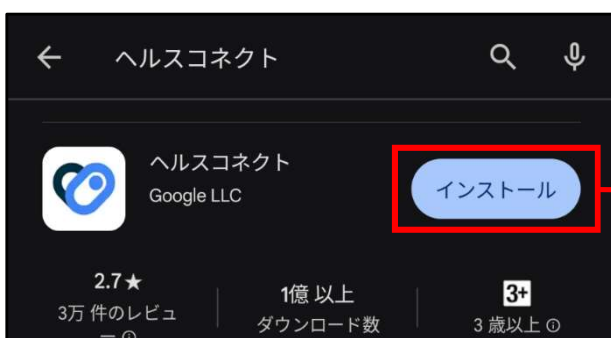 ヘルスコネクト
ヘルスコネクト
Google LLC
インストール
2.7★
3万 件のレビュ
ー
1億 以上
ダウンロード数
3+
3 歳以上